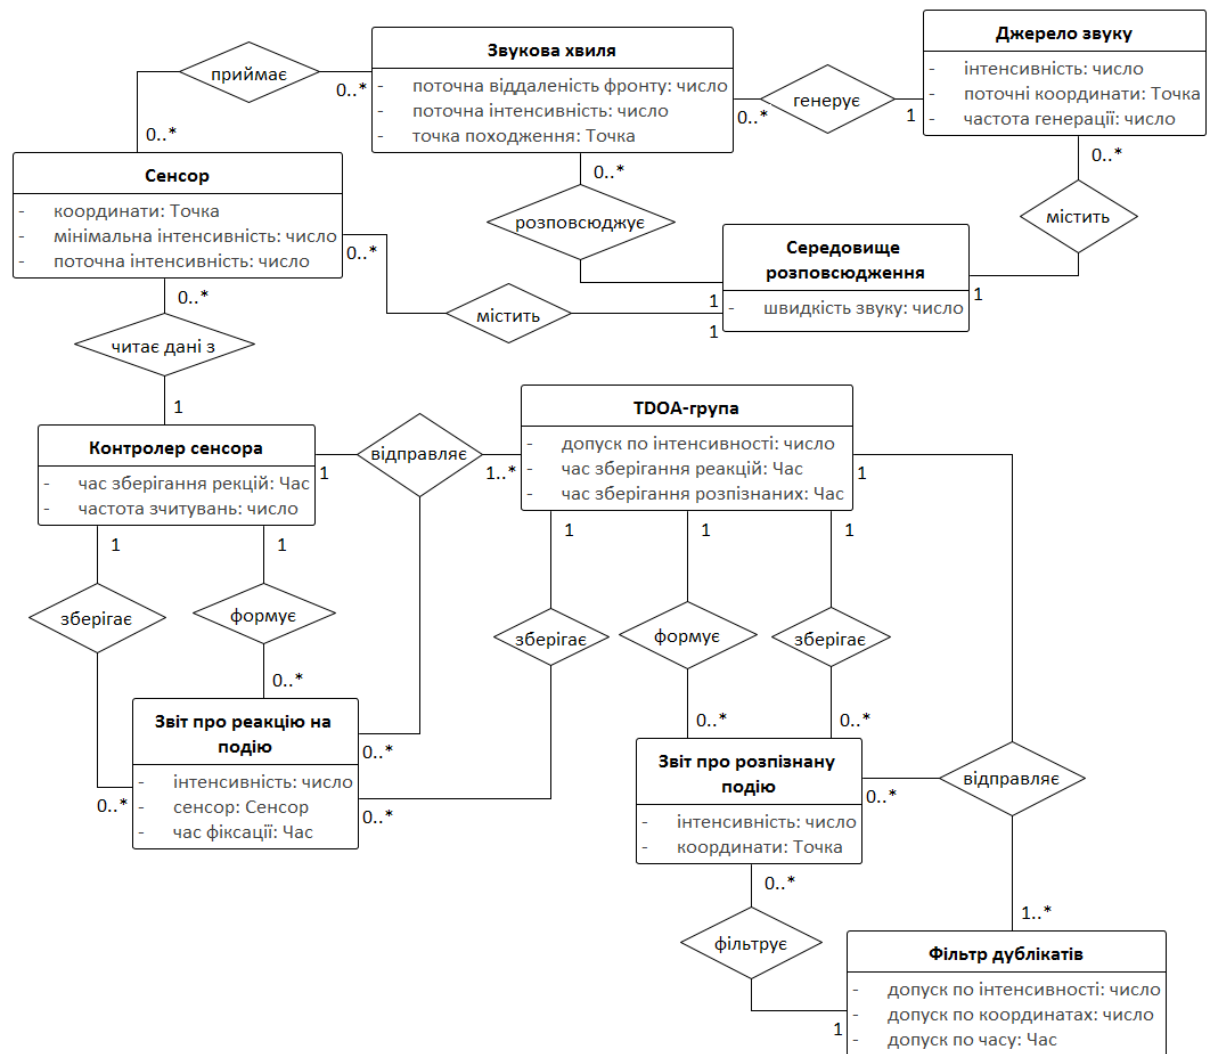 Звукова хвиля
- поточна віддаленість фронту: число
- поточна інтенсивність: число
- точка походження: Точка
Джерело звуку
- інтенсивність: число
- поточні координати: Точка
- частота генерації: число
приймає
0..*
0..*
генерує
0..*
1
Сенсор
- координати: Точка
- мінімальна інтенсивність: число
- поточна інтенсивність: число
0..*
розповсюджує
1
0..*
містить
1
Середовище
розповсюдження
- швидкість звуку: число
0..*
містить
1
0..*
читає дані з
1
Контролер сенсора
- час зберігання рекцій: Час
- частота зчитувань: число
1
відправляє
1..*
0..*
TDOA-група
- допуск по інтенсивності: число
- час зберігання реакцій: Час
- час зберігання розпізнаних: Час
1
1
1
1
1
1
зберігає
формує
зберігає
формує
зберігає
0..*
0..*
0..*
0..*
0..*
Звіт про реакцію на
подію
- інтенсивність: число
- сенсор: Сенсор
- час фіксації: Час
Звіт про розпізнану
подію
- інтенсивність: число
- координати: Точка
0..*
відправляє
1..*
0..*
фільтрує
1
Фільтр дублікатів
- допуск по інтенсивності: число
- допуск по координатах: число
- допуск по часу: Час